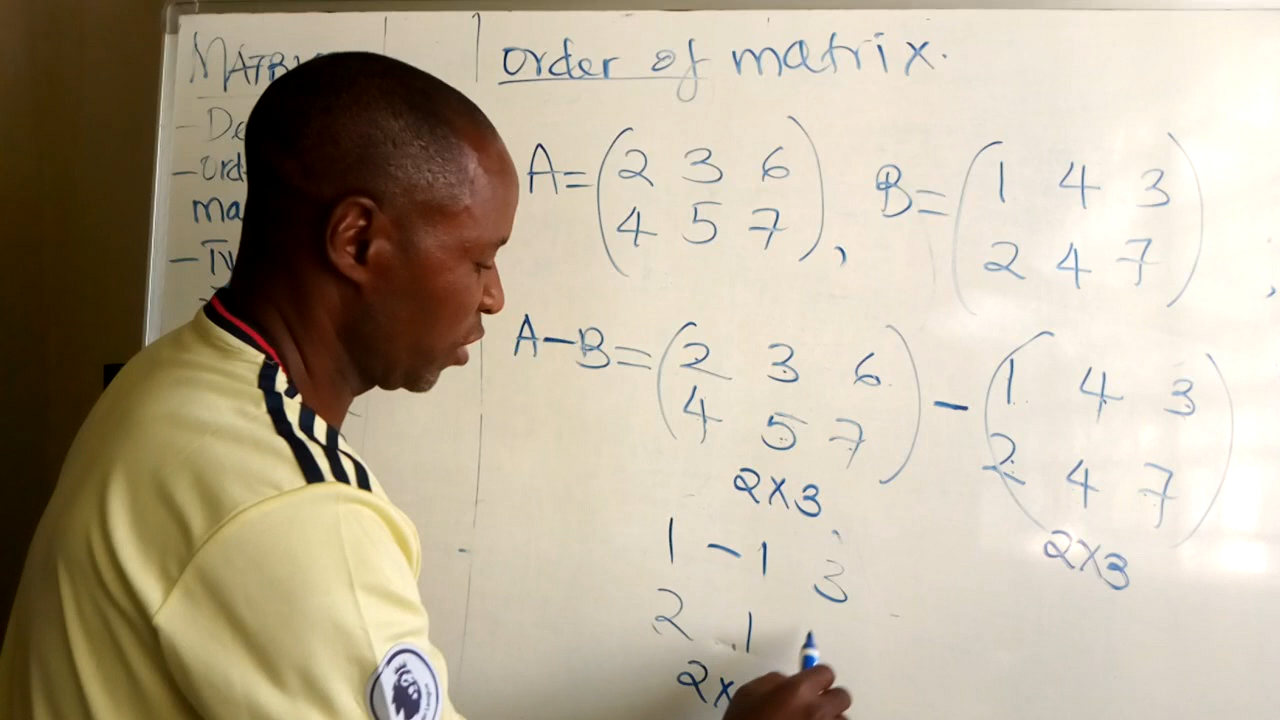 order of matrix.
A= (2 3 6
4 5 7), B= (1 4 3
2 4 7),
A-B= (2 3 6
4 5 7) - (1 4 3
2 4 7)
2x3 2x3
1 -1 3
2 1
2x